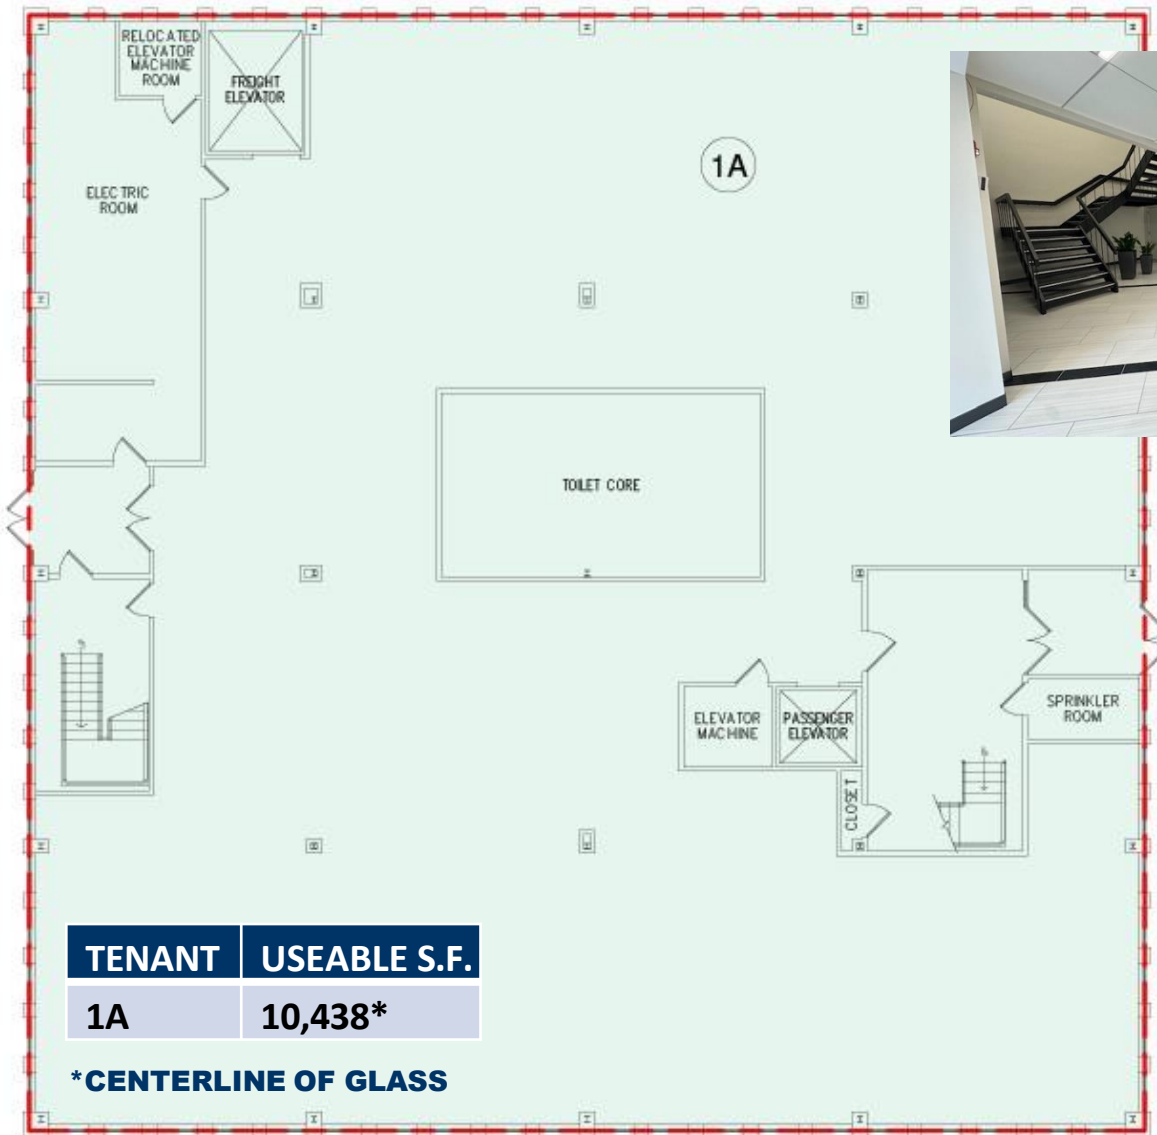 RELOCATED
ELEVATOR
MACHINE
ROOM
FREIGHT
ELEVATOR
1A
ELECTRIC
ROOM
TOILET CORE
ELEVATOR
MACHINE
PASSENGER
ELEVATOR
SPRINKLER
ROOM
CLOSET
TENANT USEABLE S.F.
1A 10,438*
*CENTERLINE OF GLASS